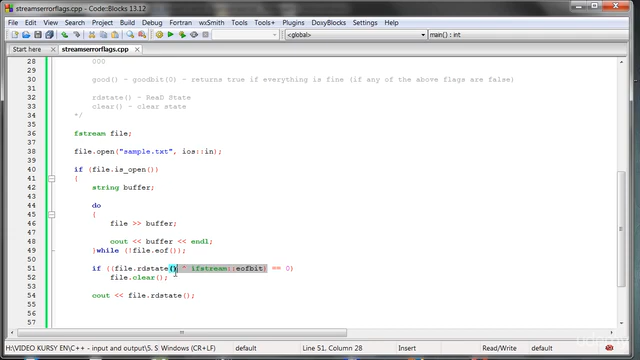 streamserrorflags.cpp - Code::Blocks 13.12
File Edit View Search Project Build Debug Fortran wxSmith Tools Tools+ Plugins DoxyBlocks Settings Help
<global> main() : int
Start here streamserrorflags.cpp
28 000
29
30 good() - goodbit(0) - returns true if everything is fine (if any of the above flags are false)
31
32 rdstate() - ReaD State
33 clear() - clear state
34 */
35
36 fstream file;
37
38 file.open("sample.txt", ios::in);
39
40 if (file.is_open())
41 {
42 string buffer;
43
44 do
45 {
46 file >> buffer;
47
48 cout << buffer << endl;
49 }while (!file.eof());
50
51 if ((file.rdstate() ^ ifstream::eofbit) == 0)
52 file.clear();
53
54 cout << file.rdstate();
55
56
57
H:\VIDEO KURSY EN\C++ - input and output\5. S Windows (CR+LF) WINDOWS-1252 Line 51, Column 28 Insert Read/Write default